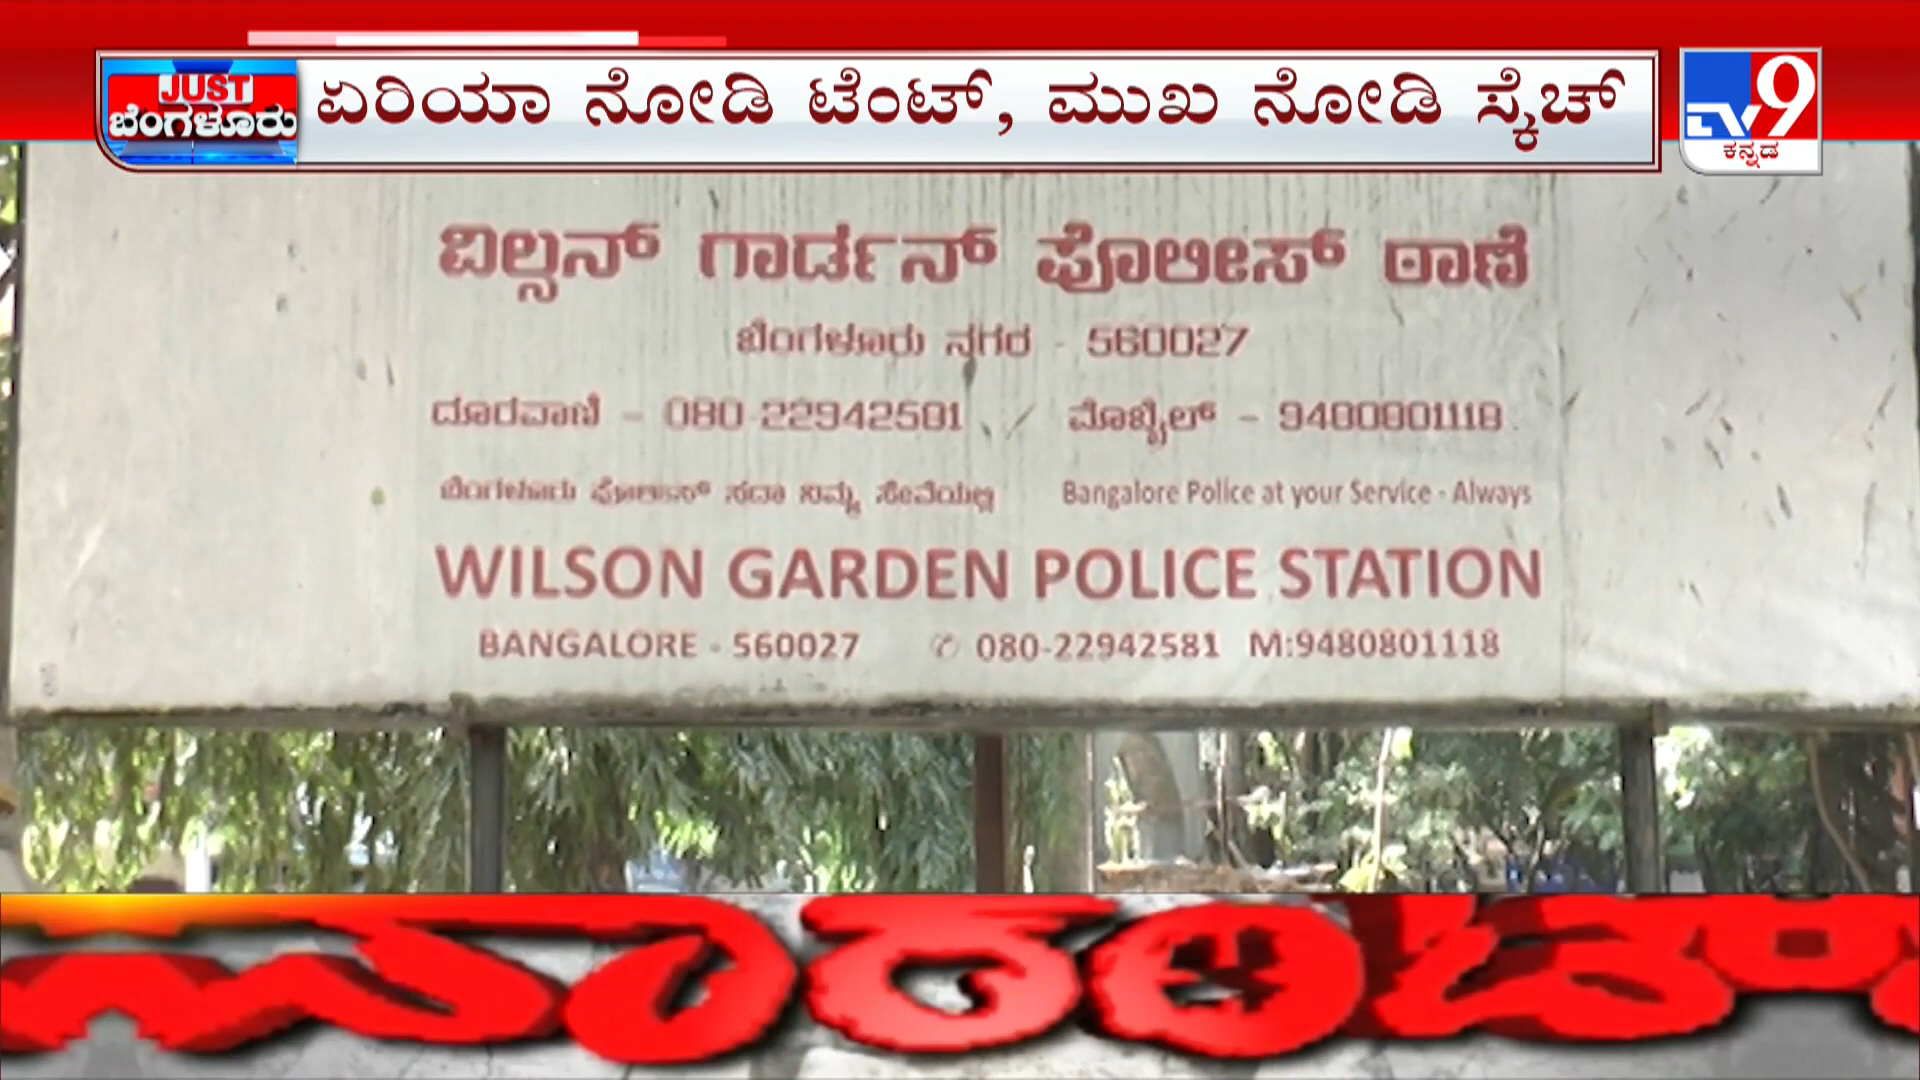 JUST
ಬೆಂಗಳೂರು
ಏರಿಯಾ ನೋಡಿ ಟೆಂಟ್, ಮುಖ ನೋಡಿ ಸ್ಕೆಚ್
TV9
ಕನ್ನಡ
ವಿಲ್ಸನ್ ಗಾರ್ಡನ್ ಪೊಲೀಸ್ ಠಾಣೆ
ಬೆಂಗಳೂರು ನಗರ - 560027
ದೂರವಾಣಿ - 080-22942581 ಮೊಬೈಲ್ - 9480801118
ಬೆಂಗಳೂರು ಪೊಲೀಸ್ ಸದಾ ನಿಮ್ಮ ಸೇವೆಯಲ್ಲಿ Bangalore Police at your Service - Always
WILSON GARDEN POLICE STATION
BANGALORE - 560027 ✆ 080-22942581 M:9480801118